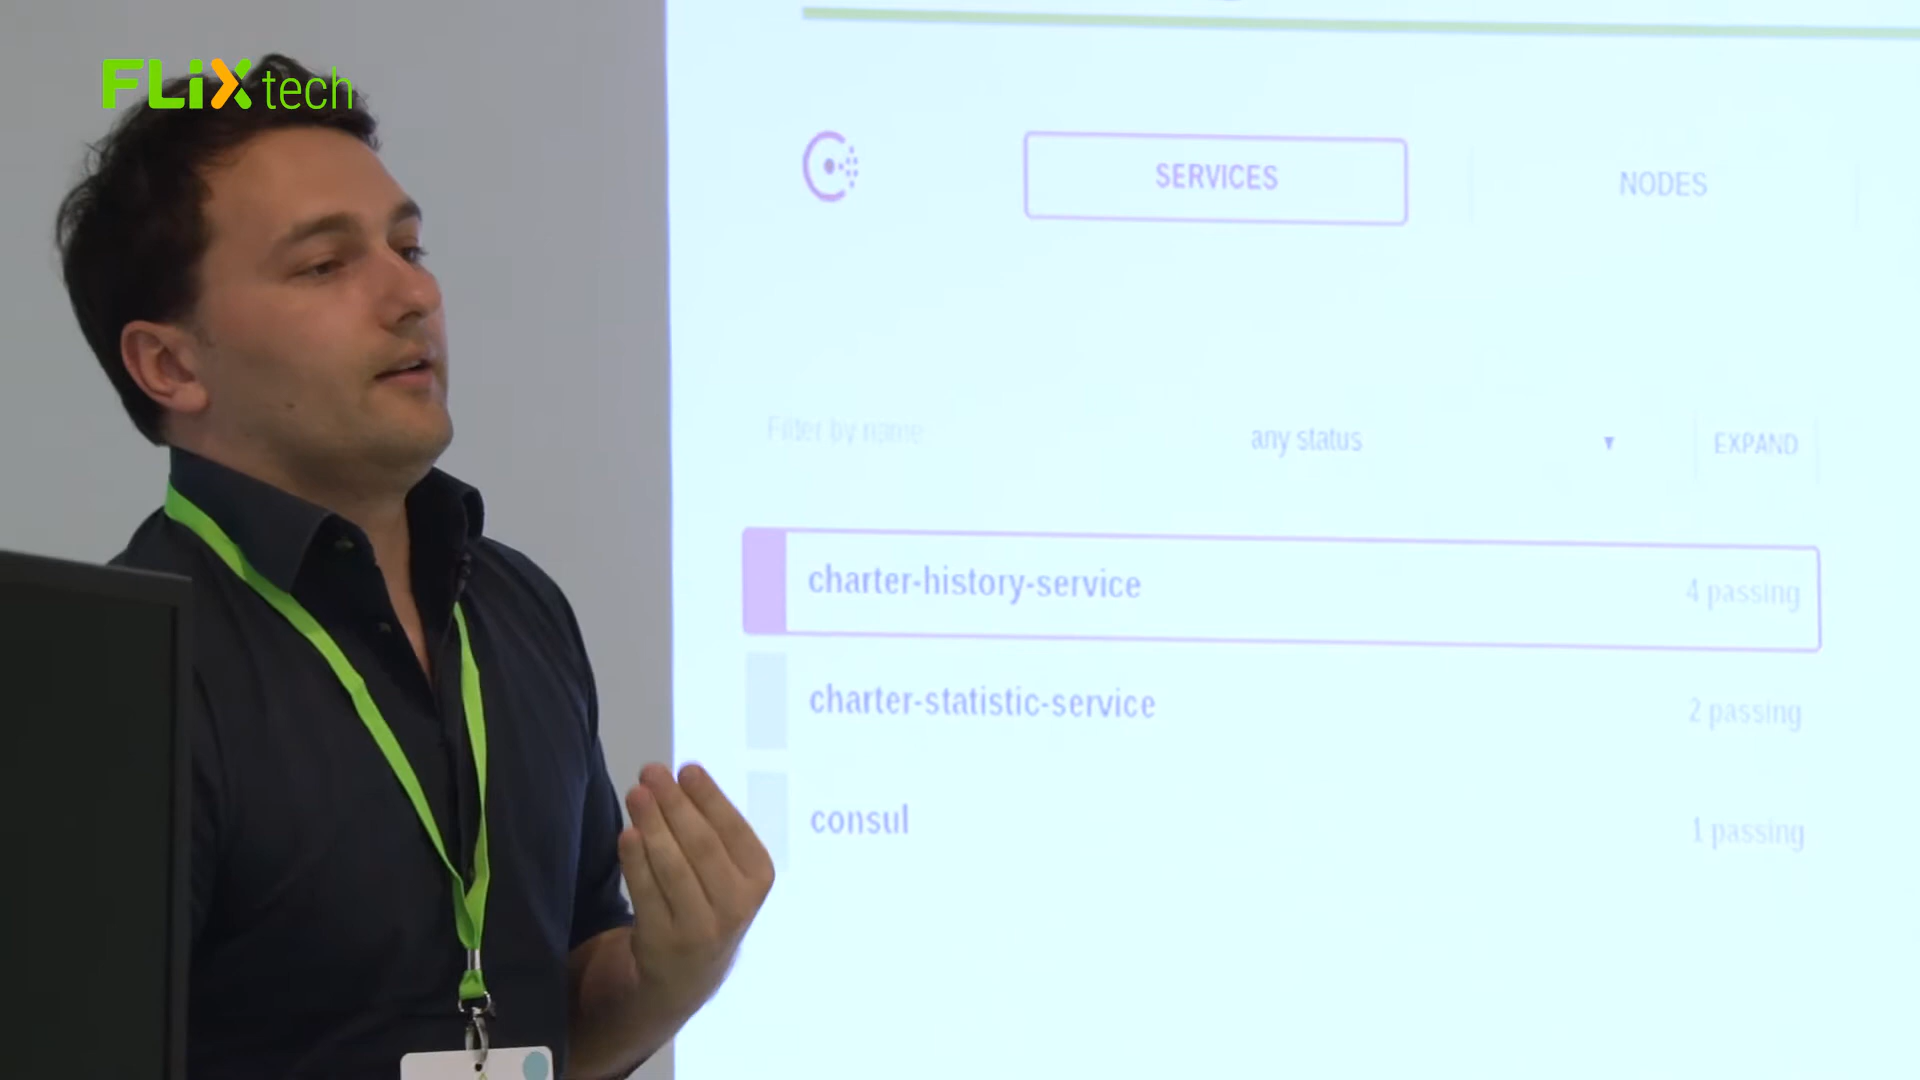 FLiX tech
SERVICES
NODES
Filter by name
any status
EXPAND
charter-history-service
4 passing
charter-statistic-service
2 passing
consul
1 passing